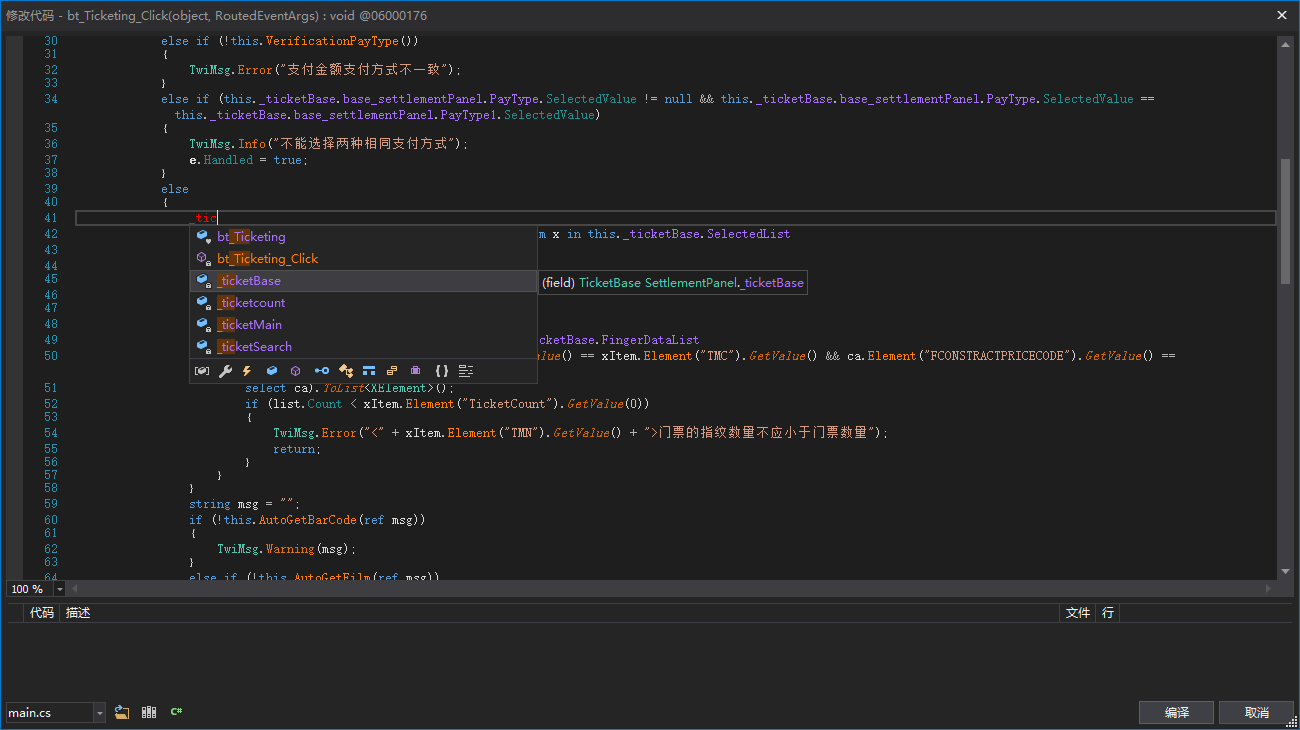 修改代码 - bt_Ticketing_Click(object, RoutedEventArgs) : void @06000176
30 else if (!this.VerificationPayType())
31 {
32 TwiMsg.Error("支付金额支付方式不一致");
33 }
34 else if (this._ticketBase.base_settlementPanel.PayType.SelectedValue != null && this._ticketBase.base_settlementPanel.PayType.SelectedValue ==
this._ticketBase.base_settlementPanel.PayType1.SelectedValue)
35 {
36 TwiMsg.Info("不能选择两种相同支付方式");
37 e.Handled = true;
38 }
39 else
40 {
41 _tic
42 m x in this._ticketBase.SelectedList
bt_Ticketing
43
bt_Ticketing_Click
44
45 _ticketBase (field) TicketBase SettlementPanel._ticketBase
46
_ticketcount
47
48 _ticketMain
49 cketBase.FingerDataList
_ticketSearch
50 lue() == xItem.Element("TMC").GetValue() && ca.Element("FCONSTRACTPRICECODE").GetValue() ==
51 select ca).ToList<XElement>();
52 if (list.Count < xItem.Element("TicketCount").GetValue(0))
53 {
54 TwiMsg.Error("<" + xItem.Element("TMN").GetValue() + ">门票的指纹数量不应小于门票数量");
55 return;
56 }
57 }
58 }
59 string msg = "";
60 if (!this.AutoGetBarCode(ref msg))
61 {
62 TwiMsg.Warning(msg);
63 }
64 else if (!this.AutoGetFilm(ref msg))
100 %
代码 描述 文件 行
main.cs C# 编译 取消